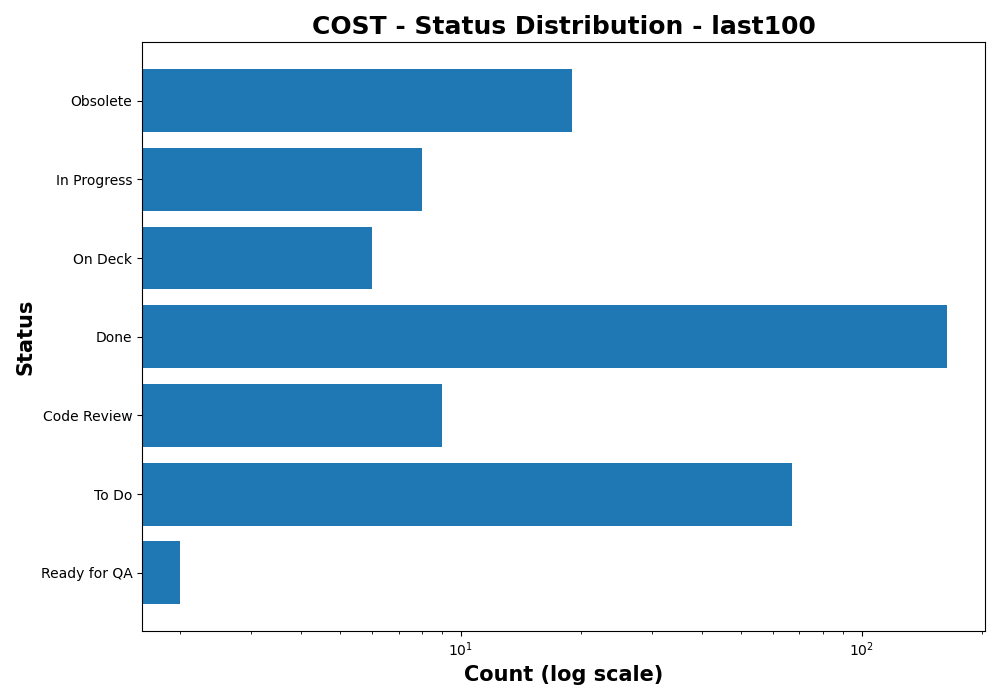 COST - Status Distribution - last100
Status
Obsolete
In Progress
On Deck
Done
Code Review
To Do
Ready for QA
10¹
10²
Count (log scale)